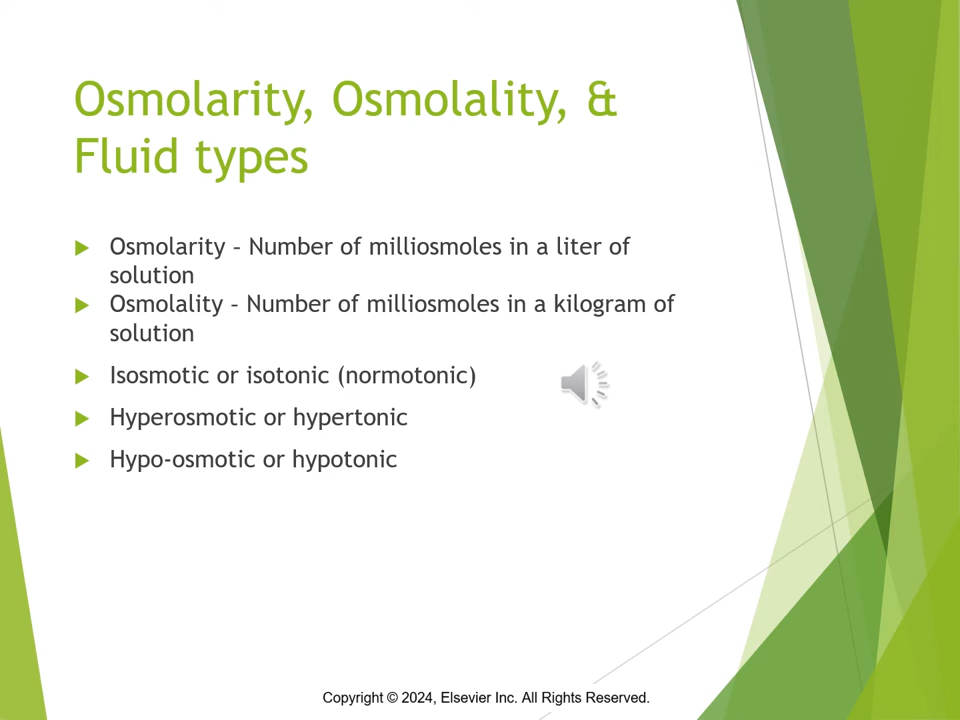 Osmolarity, Osmolality, &
Fluid types
Osmolarity – Number of milliosmoles in a liter of
solution
Osmolality – Number of milliosmoles in a kilogram of
solution
Isosmotic or isotonic (normotonic)
Hyperosmotic or hypertonic
Hypo-osmotic or hypotonic
Copyright © 2024, Elsevier Inc. All Rights Reserved.